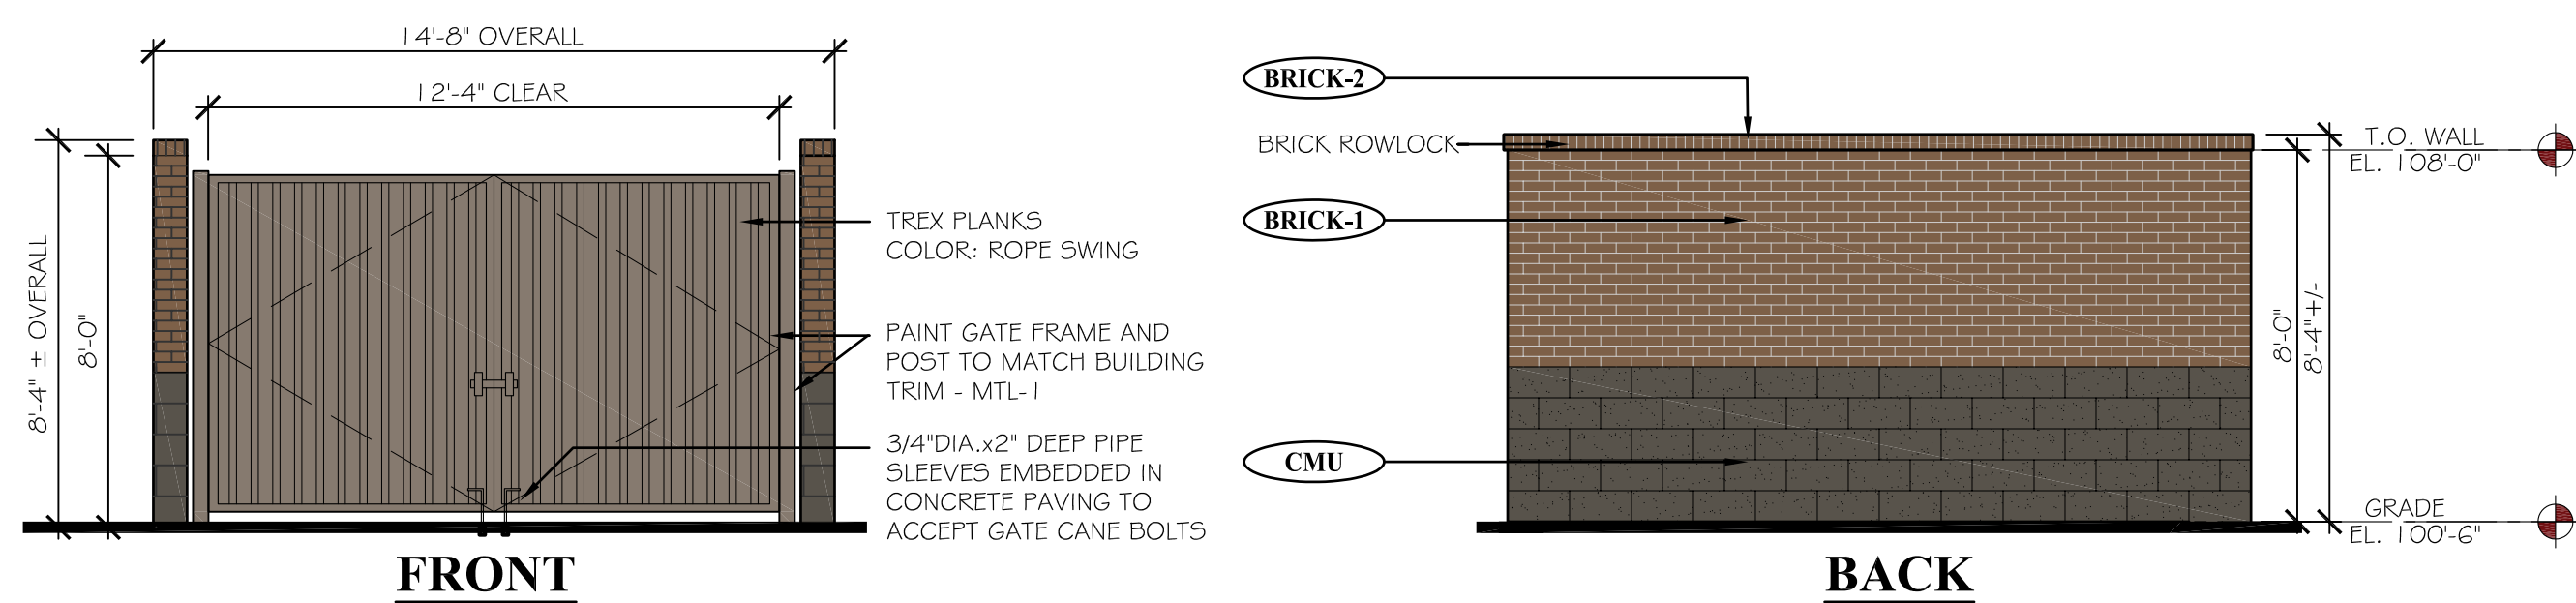 14'-8" OVERALL
12'-4" CLEAR
8'-4" ± OVERALL
8'-0"
TREX PLANKS
COLOR: ROPE SWING
PAINT GATE FRAME AND
POST TO MATCH BUILDING
TRIM - MTL-1
3/4"DIA.x2" DEEP PIPE
SLEEVES EMBEDDED IN
CONCRETE PAVING TO
ACCEPT GATE CANE BOLTS
FRONT
BRICK-2
BRICK ROWLOCK
BRICK-1
CMU
T.O. WALL
EL. 108'-0"
8'-0"
8'-4"+/-
GRADE
EL. 100'-6"
BACK